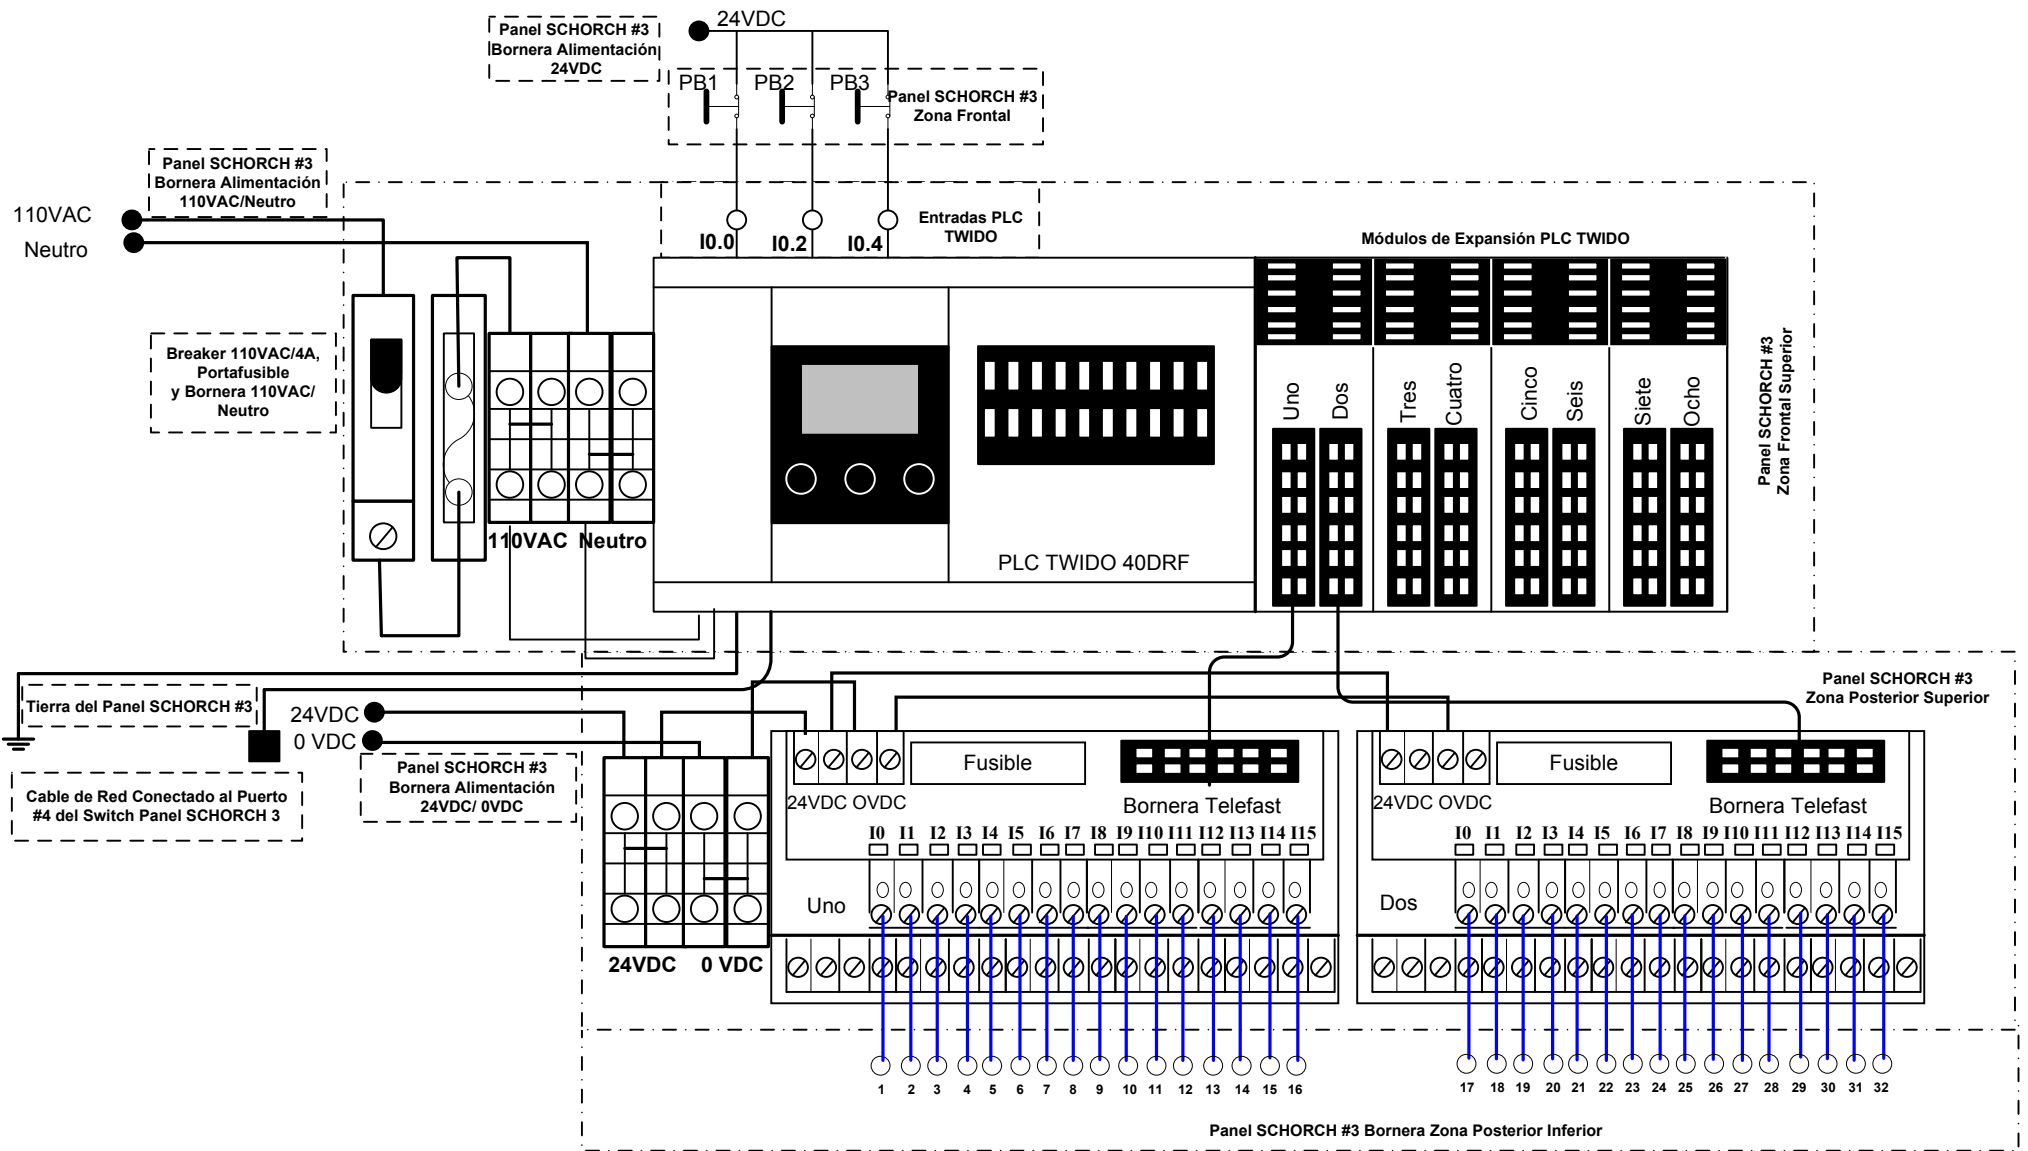 Panel SCHORCH #3
Bornera Alimentación
24VDC
24VDC
PB1
PB2
PB3
Panel SCHORCH #3
Zona Frontal
Panel SCHORCH #3
Bornera Alimentación
110VAC/Neutro
110VAC
Neutro
I0.0
I0.2
I0.4
Entradas PLC
TWIDO
Módulos de Expansión PLC TWIDO
Breaker 110VAC/4A,
Portafusible
y Bornera 110VAC/
Neutro
110VAC Neutro
PLC TWIDO 40DRF
Uno
Dos
Tres
Cuatro
Cinco
Seis
Siete
Ocho
Panel SCHORCH #3
Zona Frontal Superior
Panel SCHORCH #3
Zona Posterior Superior
Tierra del Panel SCHORCH #3
24VDC
0 VDC
Cable de Red Conectado al Puerto
#4 del Switch Panel SCHORCH 3
Panel SCHORCH #3
Bornera Alimentación
24VDC/ 0VDC
24VDC 0 VDC
Fusible
24VDC OVDC
Bornera Telefast
I0 I1 I2 I3 I4 I5 I6 I7 I8 I9 I10 I11 I12 I13 I14 I15
Uno
Fusible
24VDC OVDC
Bornera Telefast
I0 I1 I2 I3 I4 I5 I6 I7 I8 I9 I10 I11 I12 I13 I14 I15
Dos
1 2 3 4 5 6 7 8 9 10 11 12 13 14 15 16
17 18 19 20 21 22 23 24 25 26 27 28 29 30 31 32
Panel SCHORCH #3 Bornera Zona Posterior Inferior